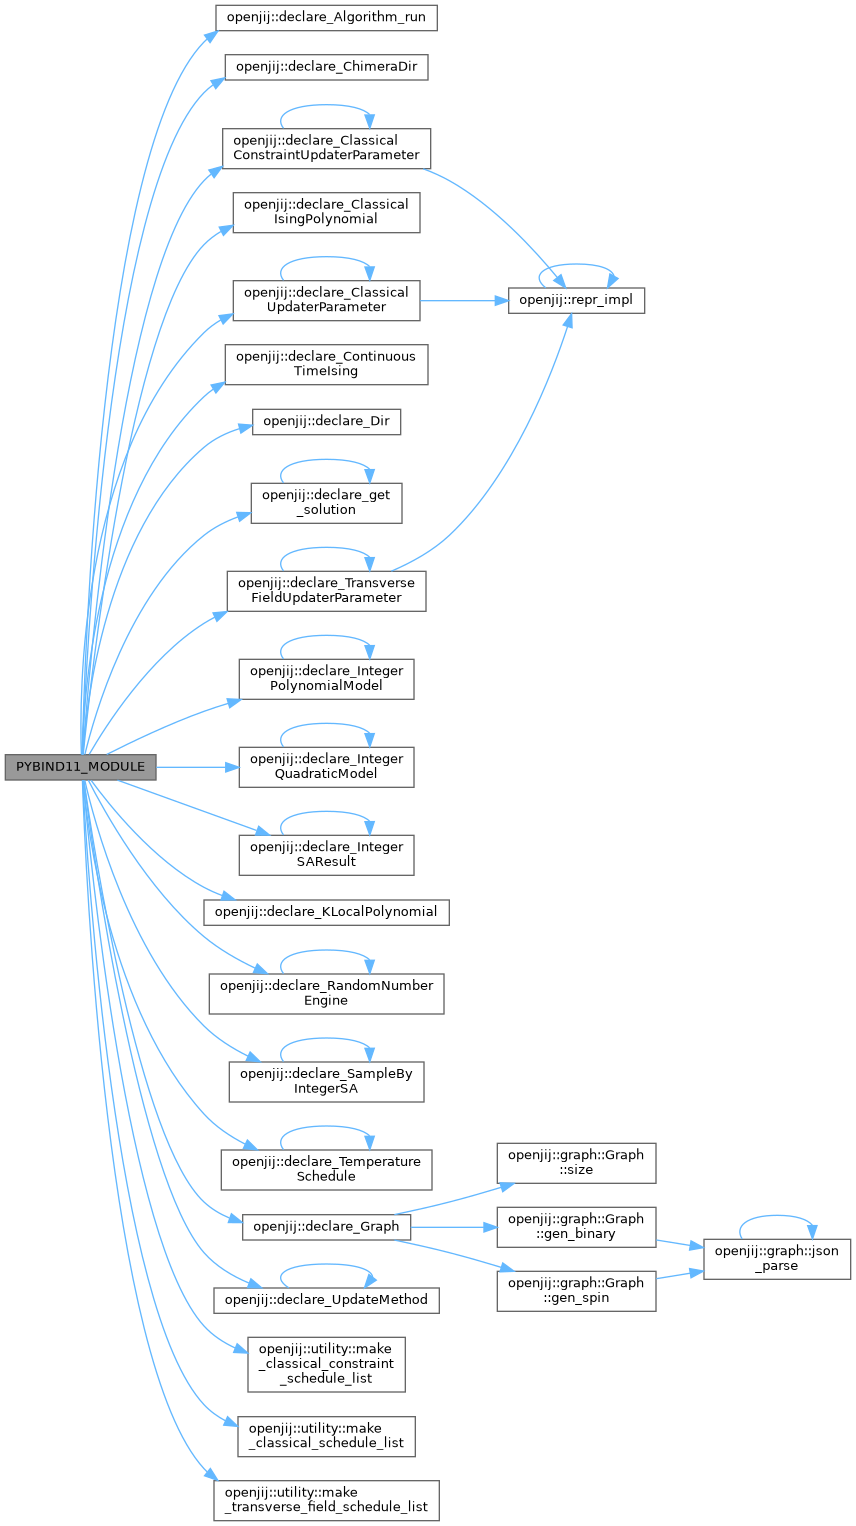 openjij::declare_Algorithm_run
openjij::declare_ChimeraDir
openjij::declare_Classical
ConstraintUpdaterParameter
openjij::declare_Classical
IsingPolynomial
openjij::declare_Classical
UpdaterParameter
openjij::repr_impl
openjij::declare_Continuous
TimeIsing
openjij::declare_Dir
openjij::declare_get
_solution
openjij::declare_Transverse
FieldUpdaterParameter
openjij::declare_Integer
PolynomialModel
PYBIND11_MODULE
openjij::declare_Integer
QuadraticModel
openjij::declare_Integer
SAResult
openjij::declare_KLocalPolynomial
openjij::declare_RandomNumber
Engine
openjij::declare_SampleBy
IntegerSA
openjij::declare_Temperature
Schedule
openjij::declare_Graph
openjij::graph::Graph
::size
openjij::graph::Graph
::gen_binary
openjij::graph::Graph
::gen_spin
openjij::graph::json
_parse
openjij::declare_UpdateMethod
openjij::utility::make
_classical_constraint
_schedule_list
openjij::utility::make
_classical_schedule_list
openjij::utility::make
_transverse_field_schedule_list